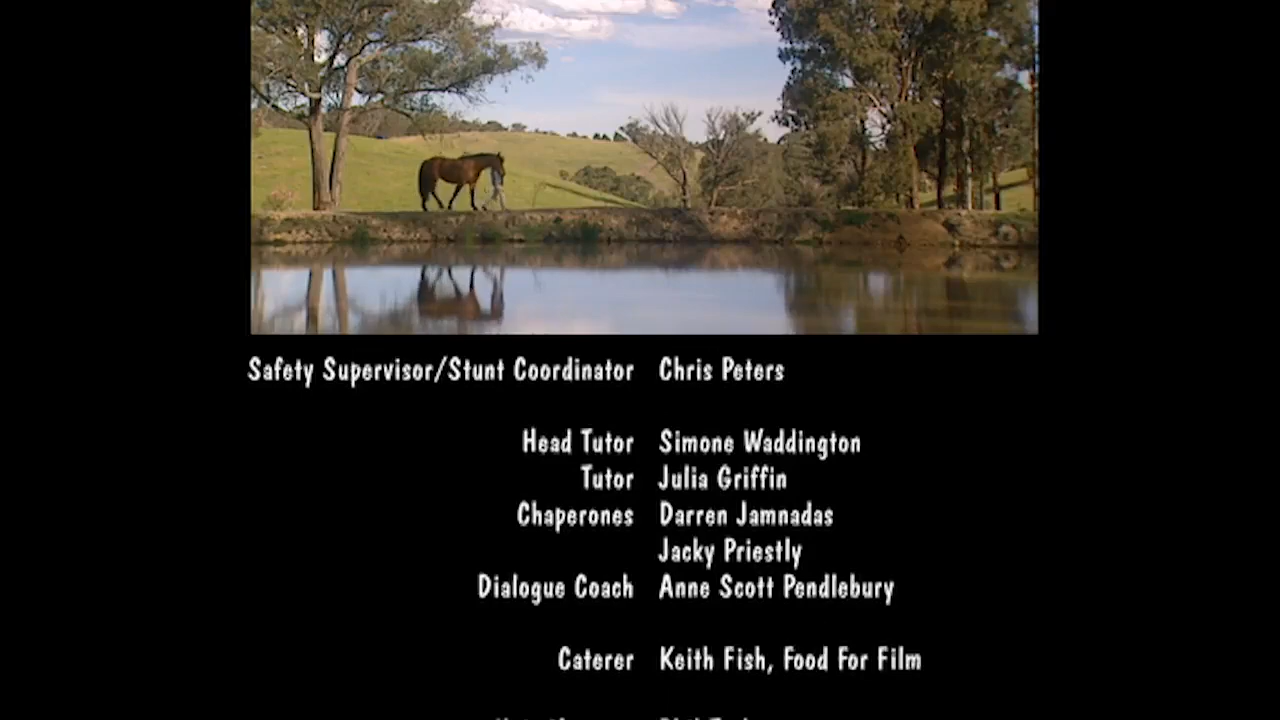 Safety Supervisor/Stunt Coordinator Chris Peters
Head Tutor Simone Waddington
Tutor Julia Griffin
Chaperones Darren Jamnadas
Jacky Priestly
Dialogue Coach Anne Scott Pendlebury
Caterer Keith Fish, Food For Film